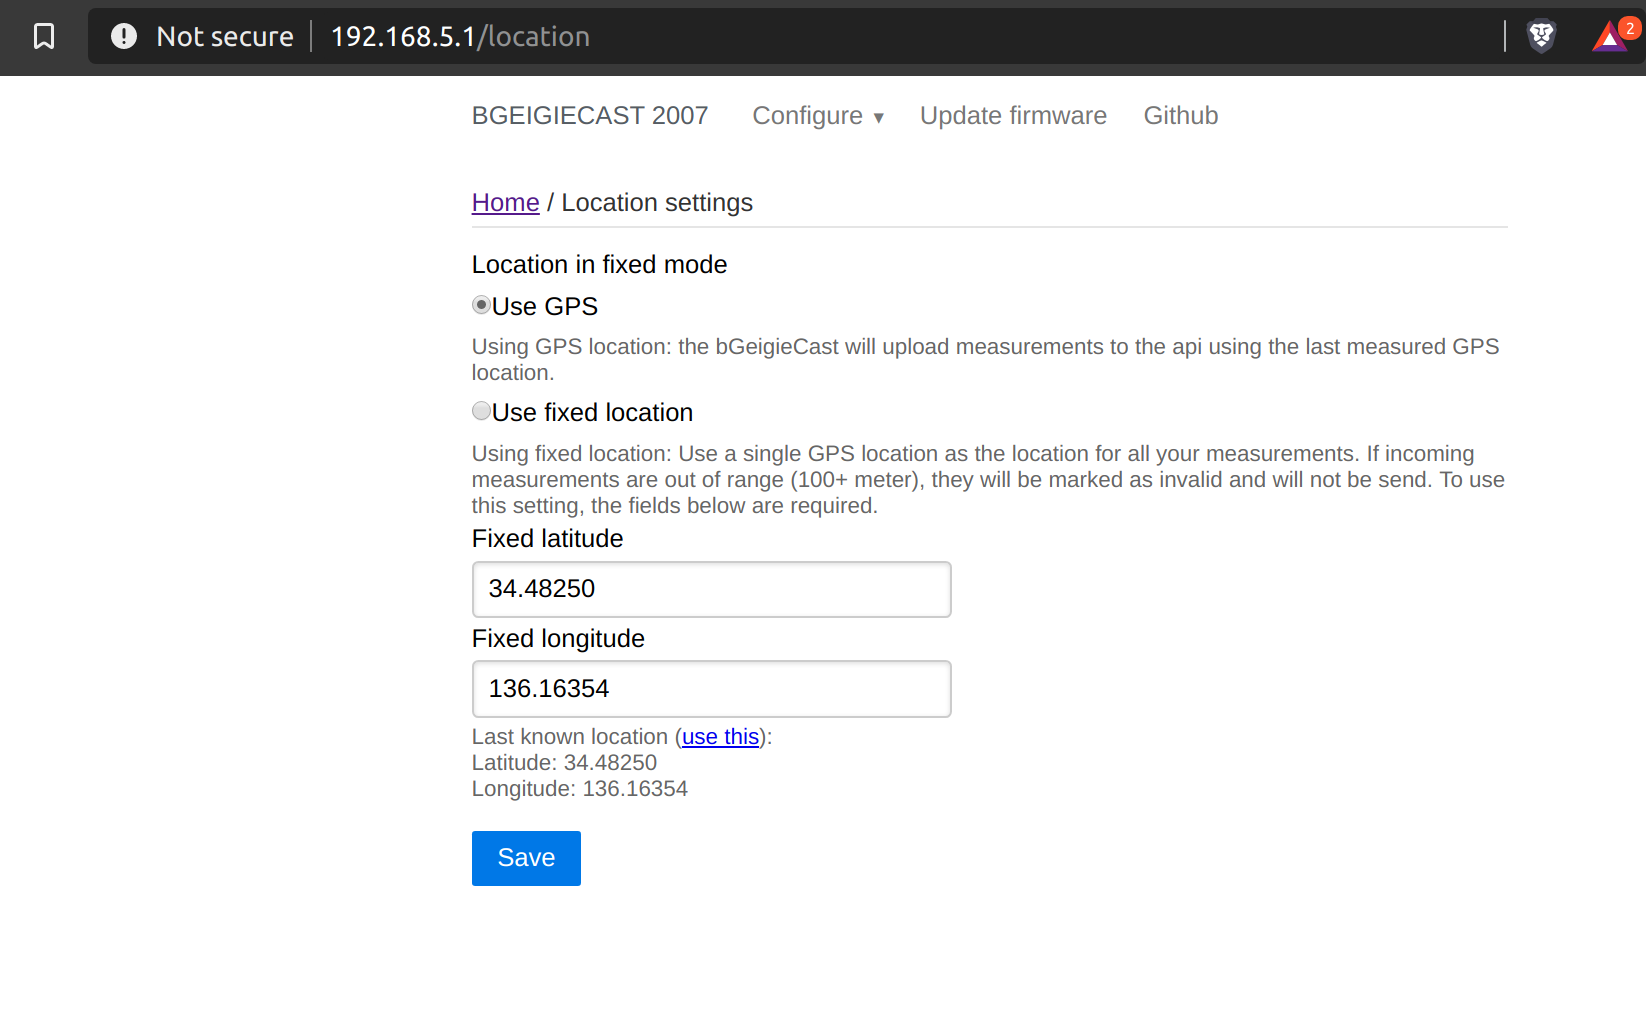 Not secure 192.168.5.1/location 2
BGEIGIECAST 2007 Configure ▾ Update firmware Github
Home / Location settings
Location in fixed mode
Use GPS
Using GPS location: the bGeigieCast will upload measurements to the api using the last measured GPS
location.
Use fixed location
Using fixed location: Use a single GPS location as the location for all your measurements. If incoming
measurements are out of range (100+ meter), they will be marked as invalid and will not be send. To use
this setting, the fields below are required.
Fixed latitude
34.48250
Fixed longitude
136.16354
Last known location (use this):
Latitude: 34.48250
Longitude: 136.16354
Save